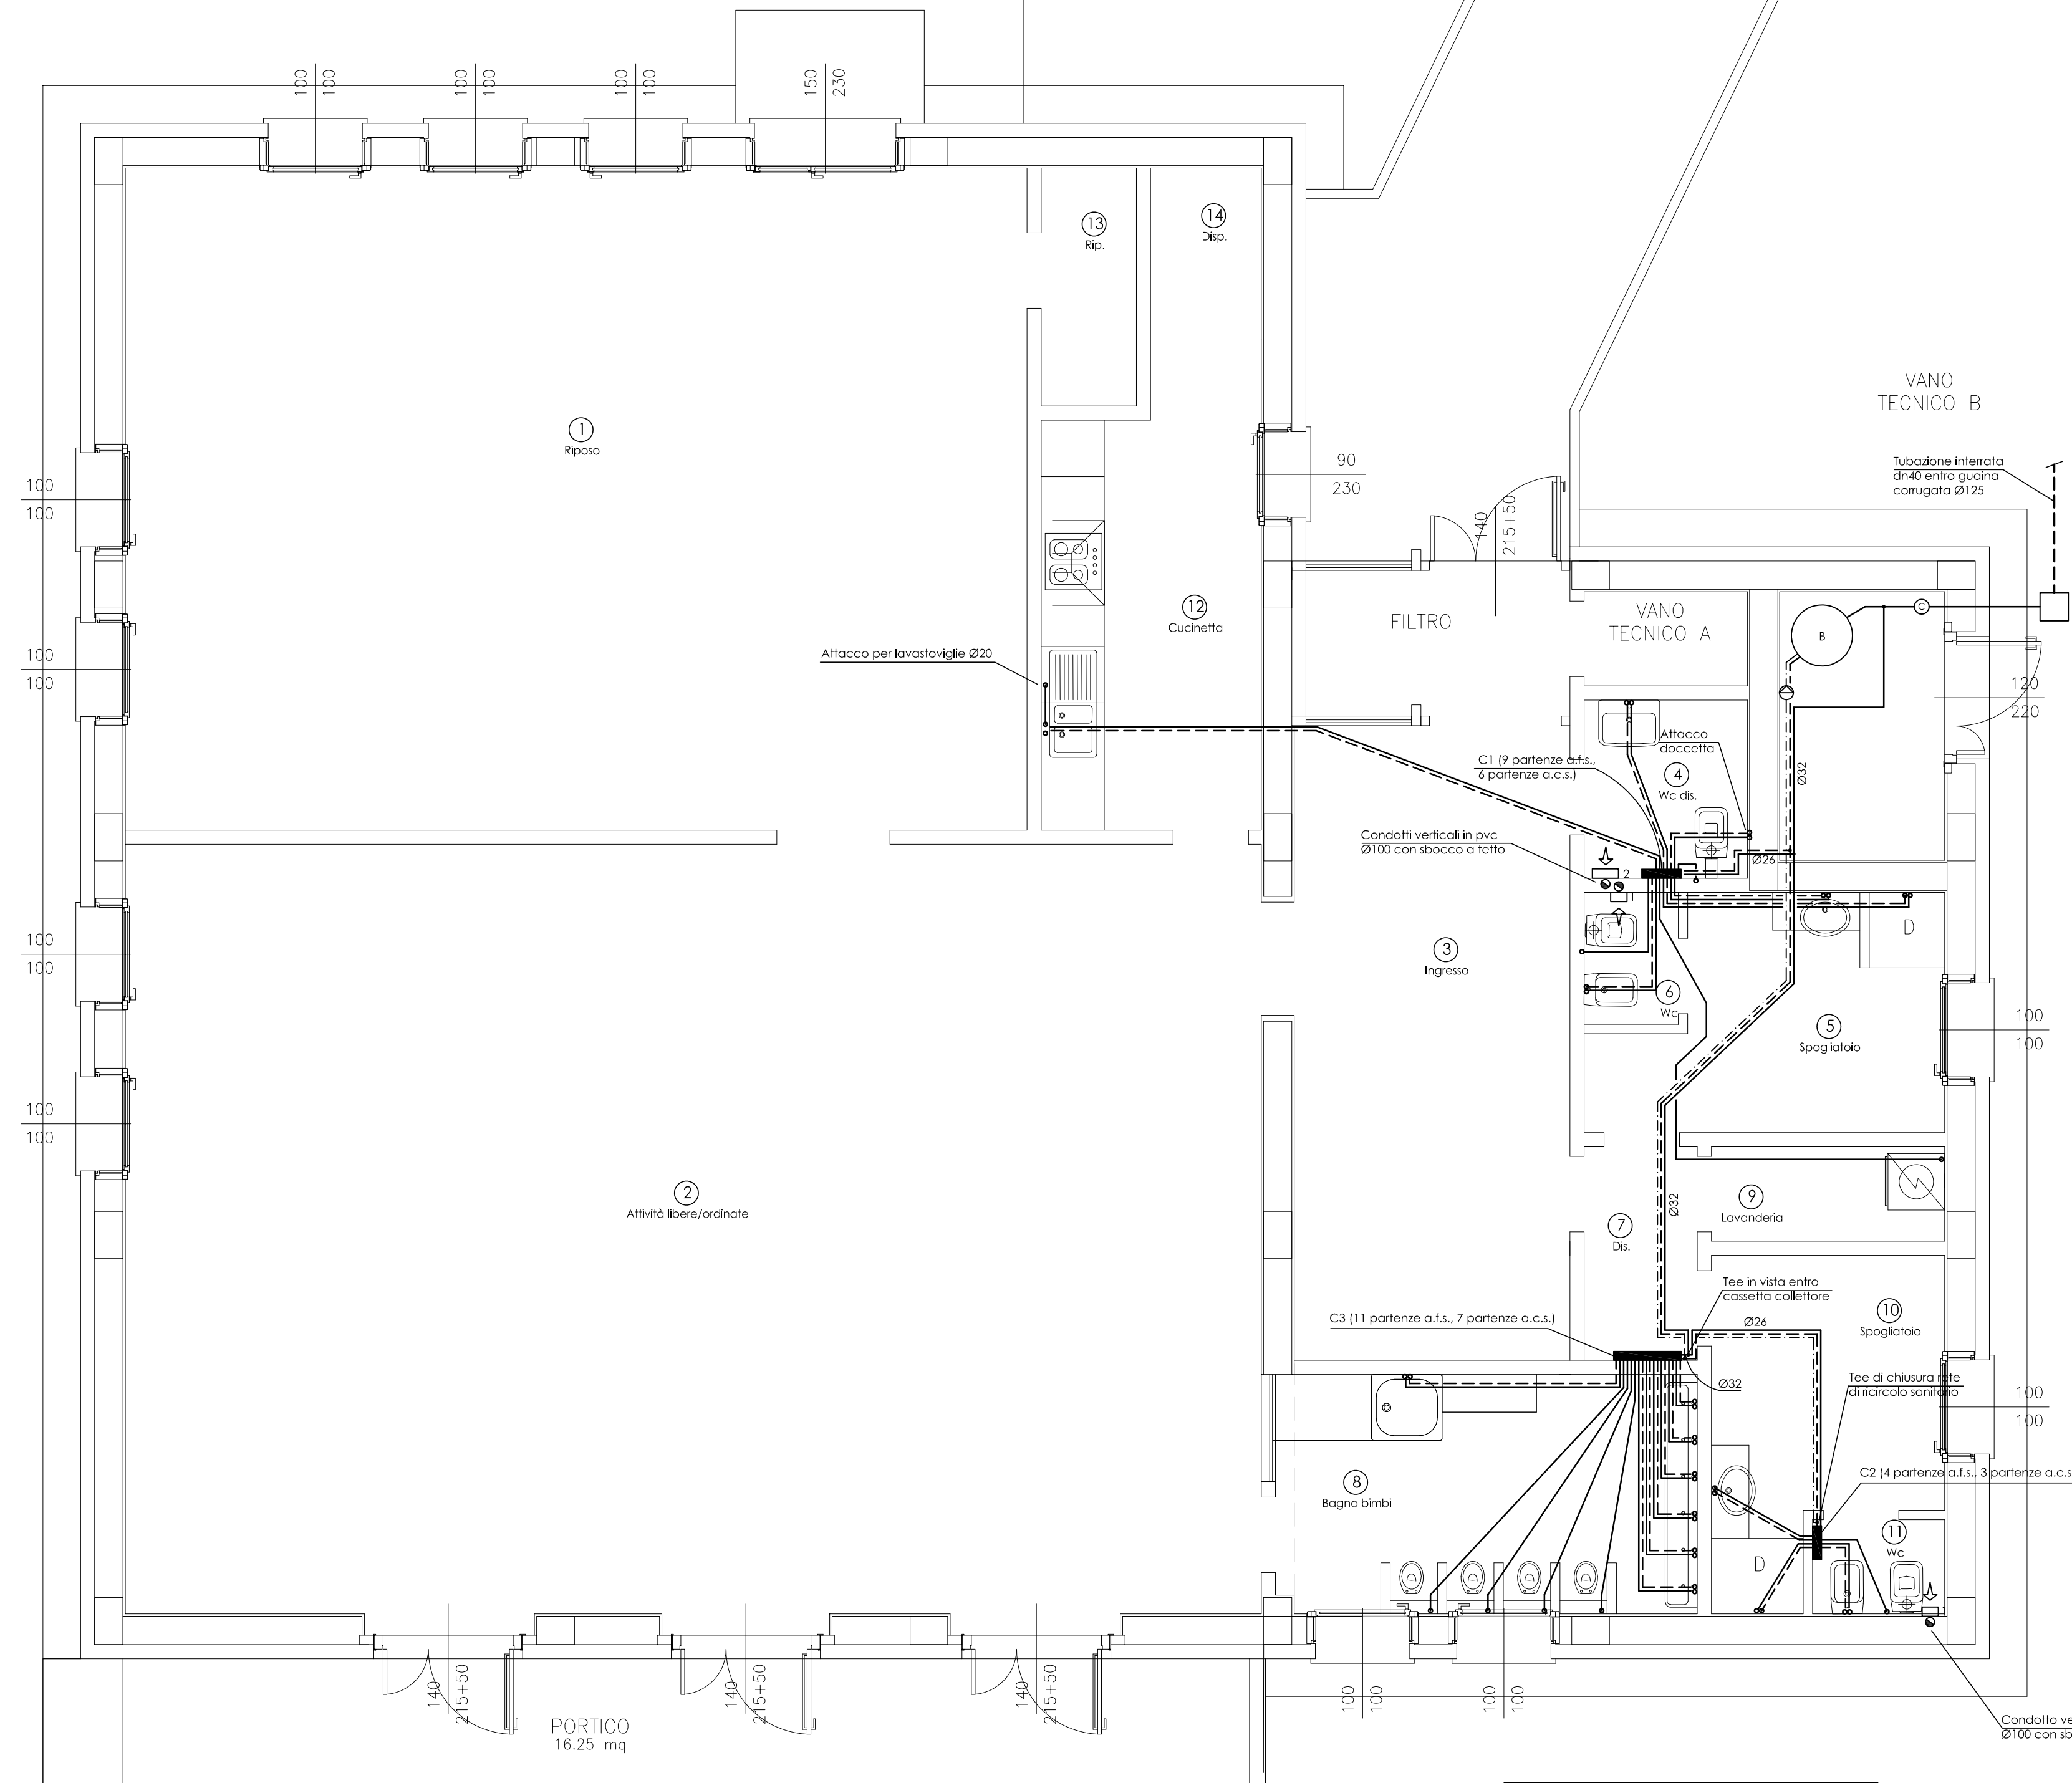 100
100
100
100
100
100
150
230
13
Rip.
14
Disp.
1
Riposo
VANO
TECNICO B
90
230
Tubazione interrata
dn40 entro guaina
corrugata Ø125
100
100
140
215+50
12
Cucinetta
FILTRO
VANO
TECNICO A
B
C
Attacco per lavastoviglie Ø20
100
100
120
220
Attacco
doccetta
C1 (9 partenze a.f.s.,
6 partenze a.c.s.)
4
Wc dis.
Ø32
Condotti verticali in pvc
Ø100 con sbocco a tetto
Ø26
2
1
D
100
100
3
Ingresso
6
Wc
5
Spogliatoio
100
100
100
100
2
Attività libere/ordinate
Ø32
9
Lavanderia
7
Dis.
Tee in vista entro
cassetta collettore
C3 (11 partenze a.f.s., 7 partenze a.c.s.)
Ø26
10
Spogliatoio
Ø32
Tee di chiusura rete
di ricircolo sanitario
100
100
8
Bagno bimbi
C2 (4 partenze a.f.s., 3 partenze a.c.s
11
Wc
D
140
215+50
140
215+50
140
215+50
100
100
100
100
PORTICO
16.25 mq
Condotto ve
Ø100 con sb